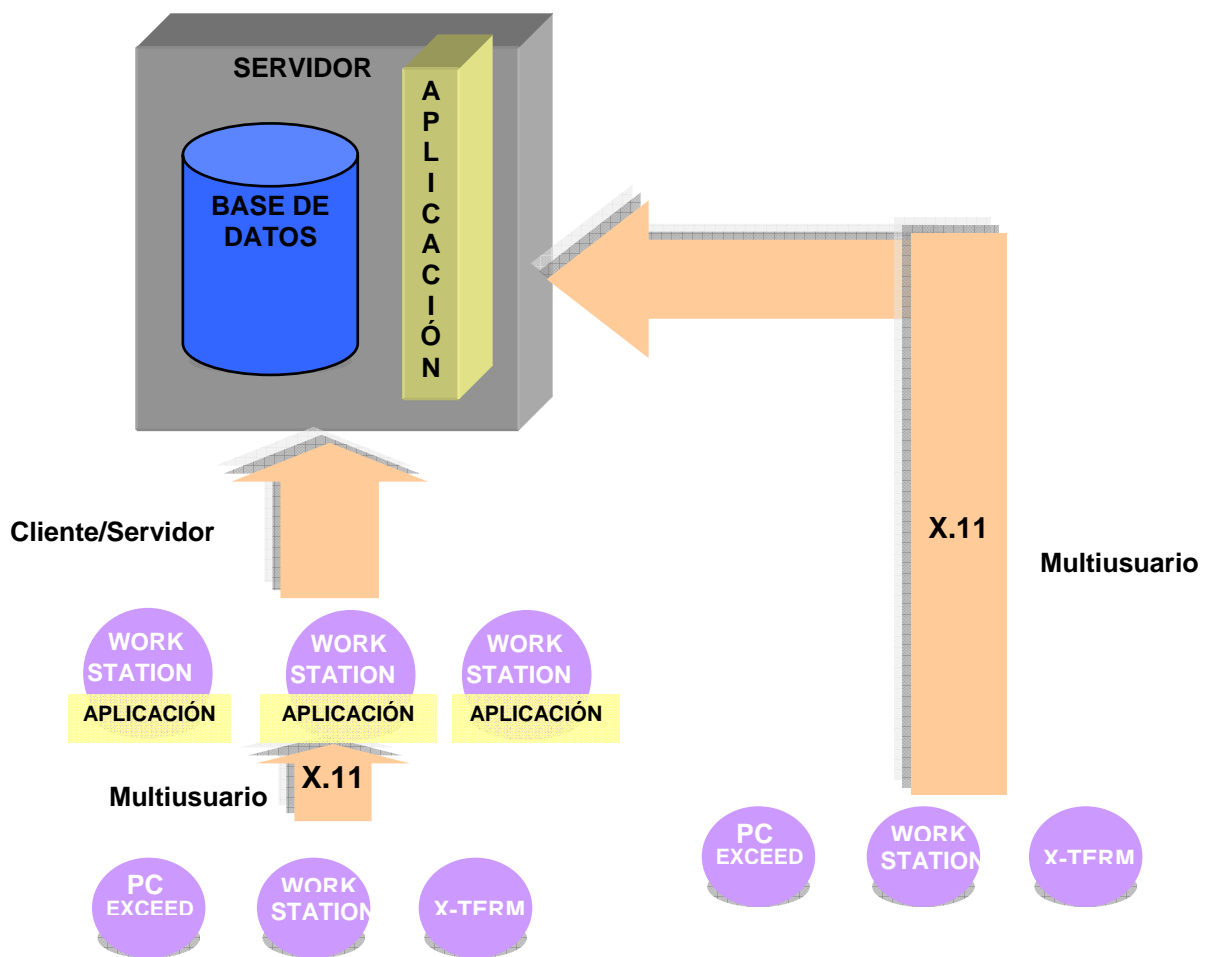 SERVIDOR
APLICACIÓN
BASE DE
DATOS
Cliente/Servidor
X.11
Multiusuario
WORK
STATION
APLICACIÓN
WORK
STATION
APLICACIÓN
WORK
STATION
APLICACIÓN
X.11
Multiusuario
PC
EXCEED
WORK
STATION
X-TERM
PC
EXCEED
WORK
STATION
X-TERM